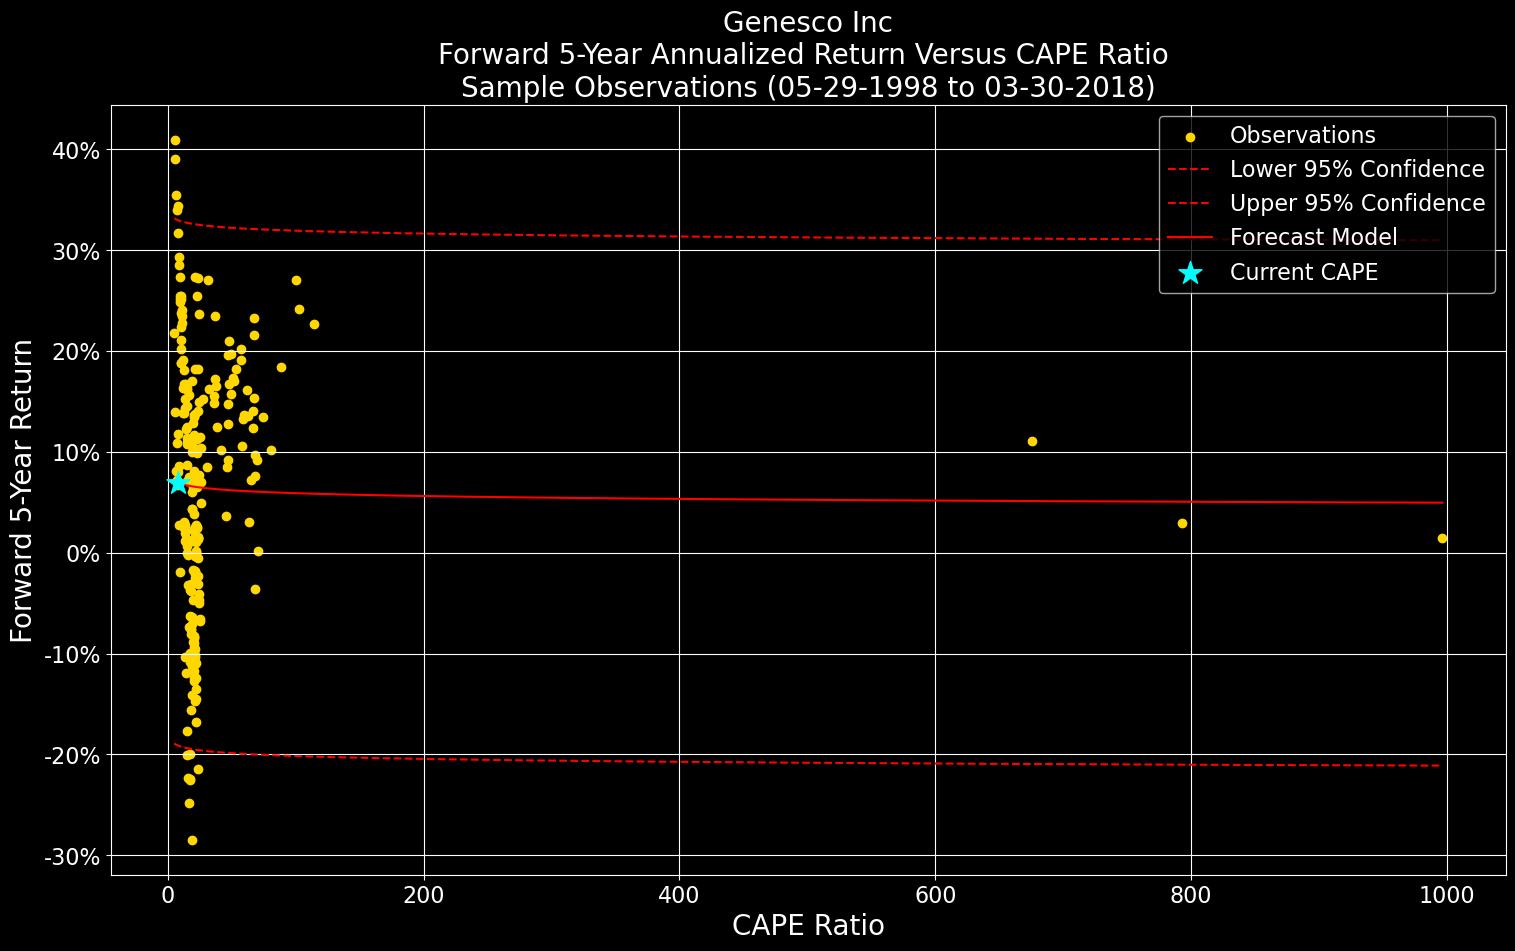 Genesco Inc
Forward 5-Year Annualized Return Versus CAPE Ratio
Sample Observations (05-29-1998 to 03-30-2018)
Observations
Lower 95% Confidence
Upper 95% Confidence
Forecast Model
Current CAPE
Forward 5-Year Return
40%
30%
20%
10%
0%
-10%
-20%
-30%
0 200 400 600 800 1000
CAPE Ratio